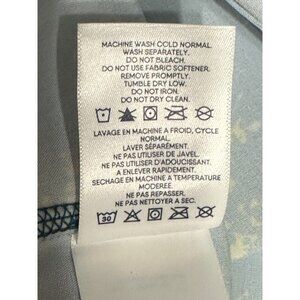 MACHINE WASH COLD NORMAL.
WASH SEPARATELY.
DO NOT BLEACH.
DO NOT USE FABRIC SOFTENER.
REMOVE PROMPTLY.
TUMBLE DRY LOW.
DO NOT IRON.
DO NOT DRY CLEAN.
LAVAGE EN MACHINE A FROID, CYCLE
NORMAL.
LAVER SÉPARÉMENT.
NE PAS UTILISER DE JAVEL.
NE PAS UTILISER D'ADOUCISSANT.
A ENLEVER RAPIDEMENT.
SECHAGE EN MACHINE A TEMPERATURE
MODEREE.
NE PAS REPASSER.
NE PAS NETTOYER A SEC.
30